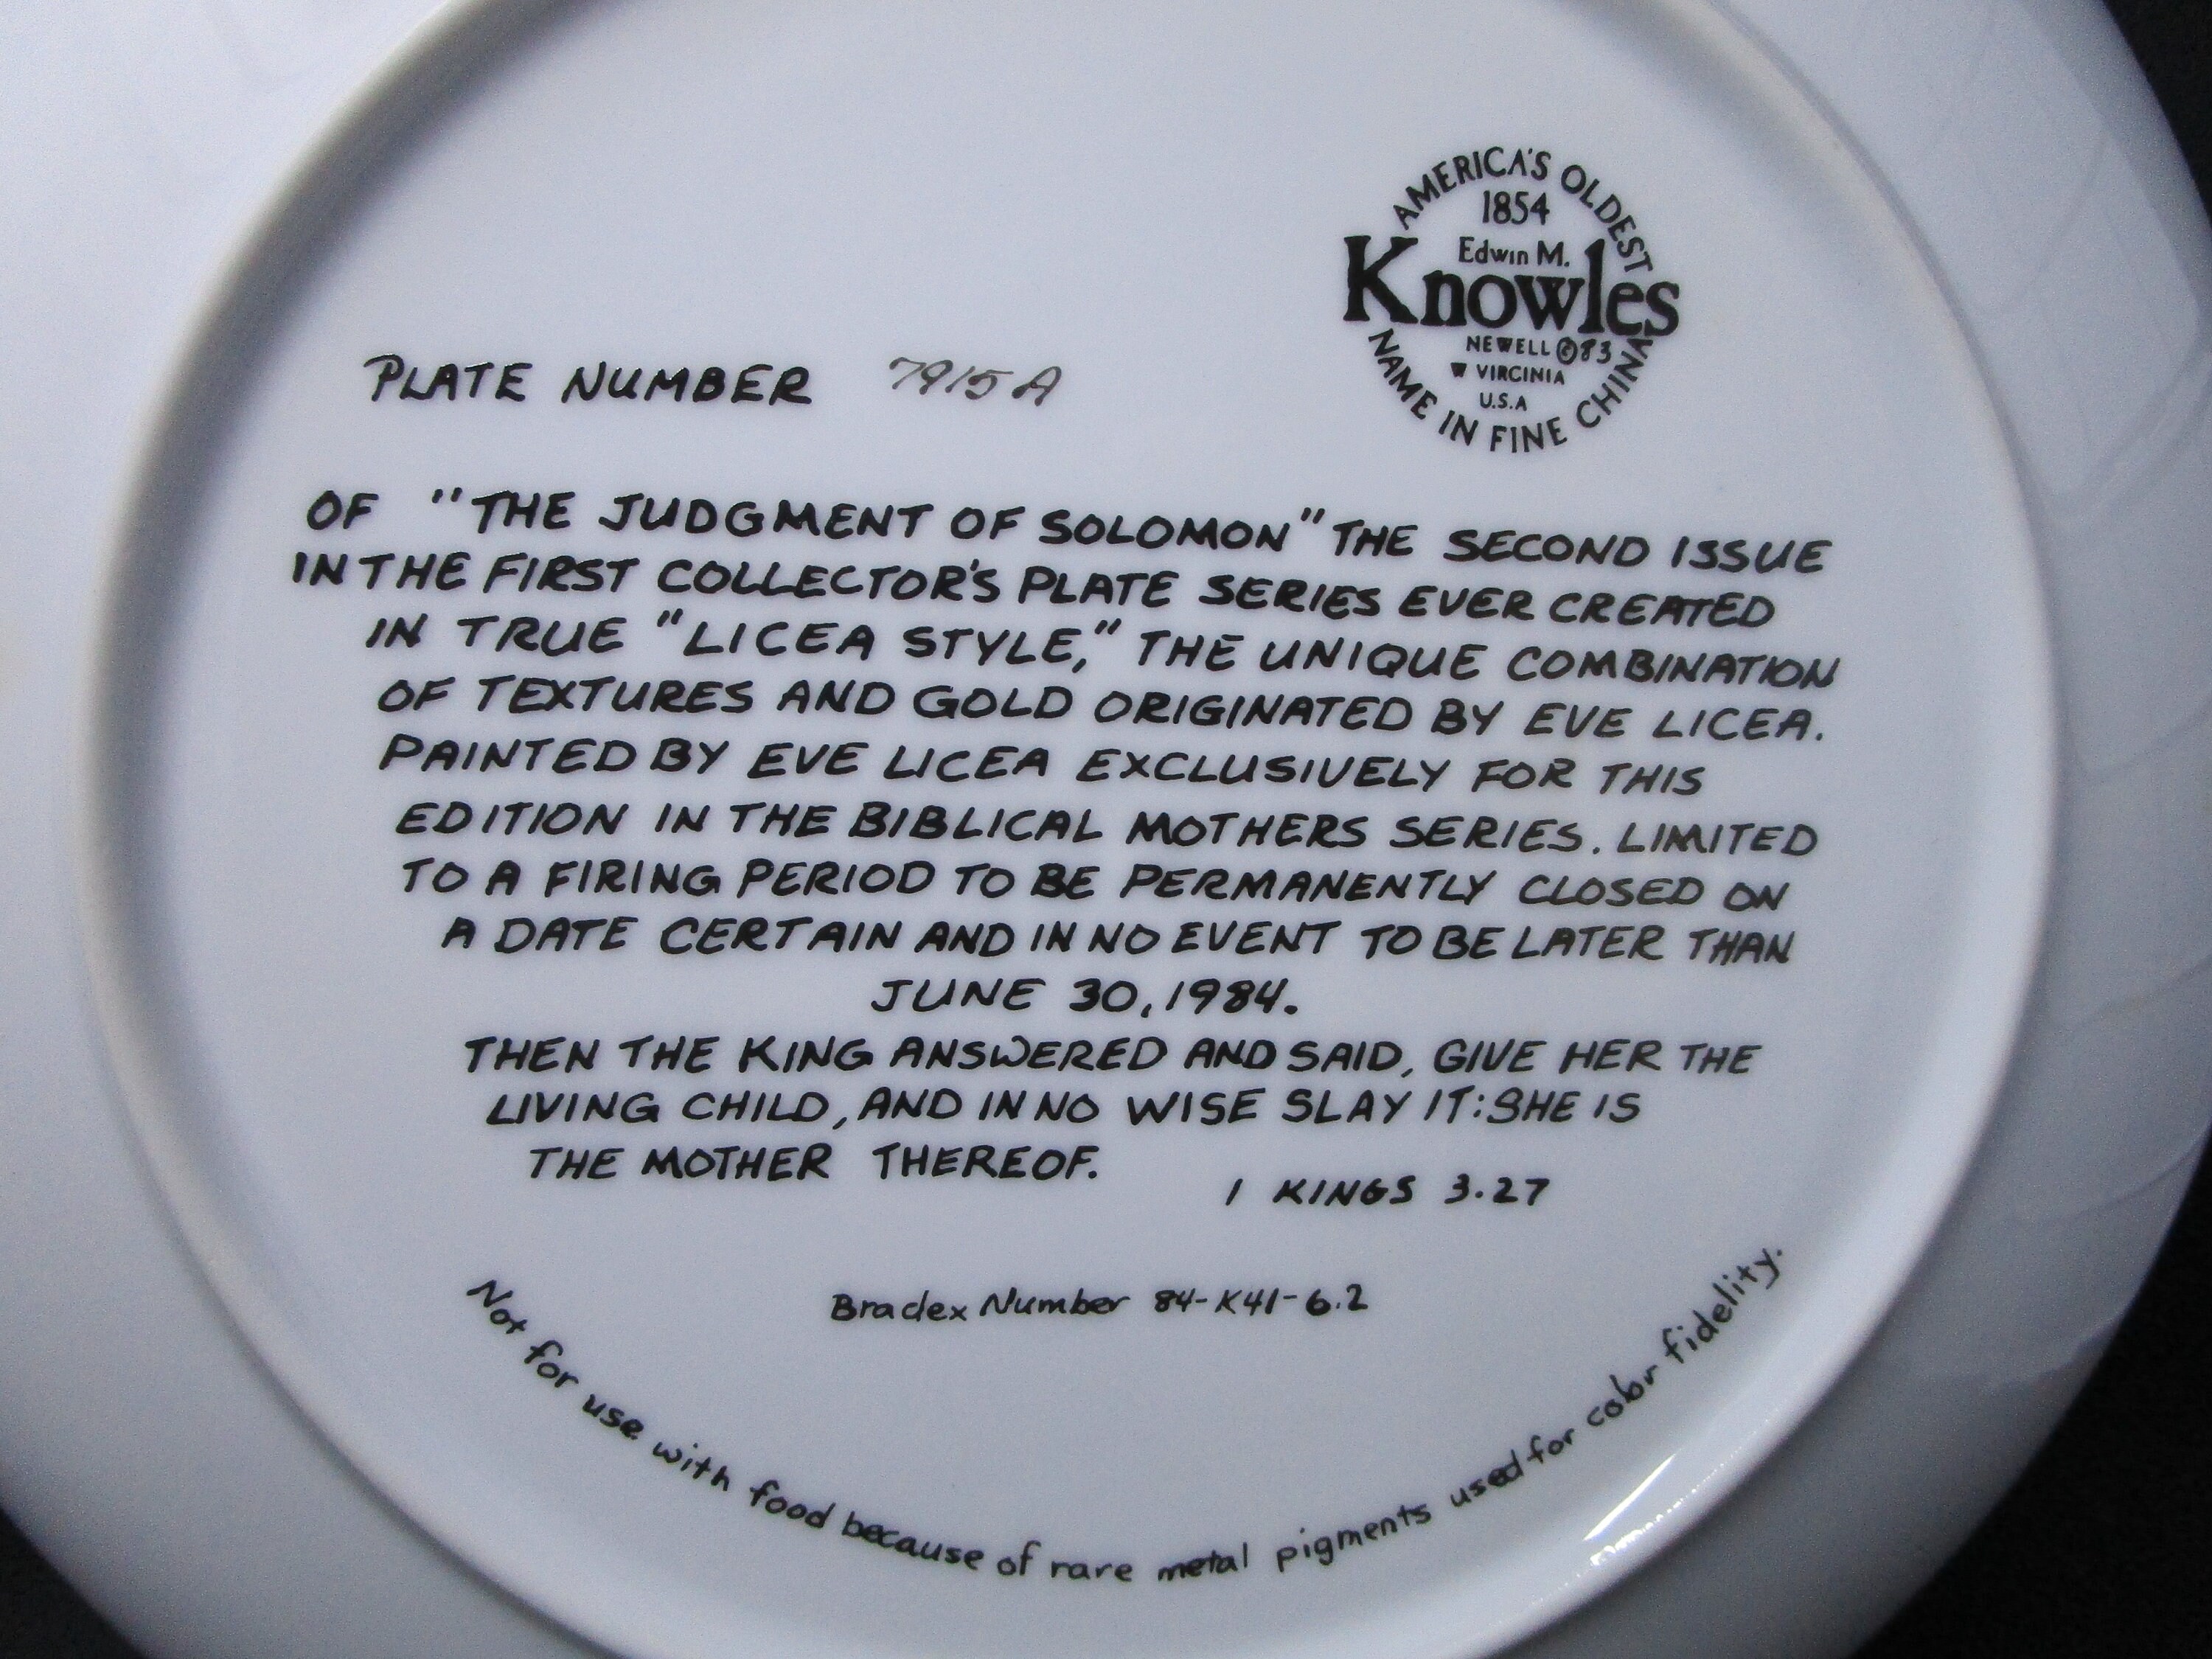 AMERICA'S OLDEST
1854
Edwin M.
Knowles
NEWELL ©83
W VIRGINIA
U.S.A
NAME IN FINE CHINA
PLATE NUMBER 7915A
OF "THE JUDGMENT OF SOLOMON" THE SECOND ISSUE
IN THE FIRST COLLECTOR'S PLATE SERIES EVER CREATED
IN TRUE "LICEA STYLE," THE UNIQUE COMBINATION
OF TEXTURES AND GOLD ORIGINATED BY EVE LICEA.
PAINTED BY EVE LICEA EXCLUSIVELY FOR THIS
EDITION IN THE BIBLICAL MOTHERS SERIES. LIMITED
TO A FIRING PERIOD TO BE PERMANENTLY CLOSED ON
A DATE CERTAIN AND IN NO EVENT TO BE LATER THAN
JUNE 30, 1984.
THEN THE KING ANSWERED AND SAID, GIVE HER THE
LIVING CHILD, AND IN NO WISE SLAY IT: SHE IS
THE MOTHER THEREOF.
1 KINGS 3.27
Bradex Number 84-K41-6.2
Not for use with food because of rare metal pigments used for color fidelity.